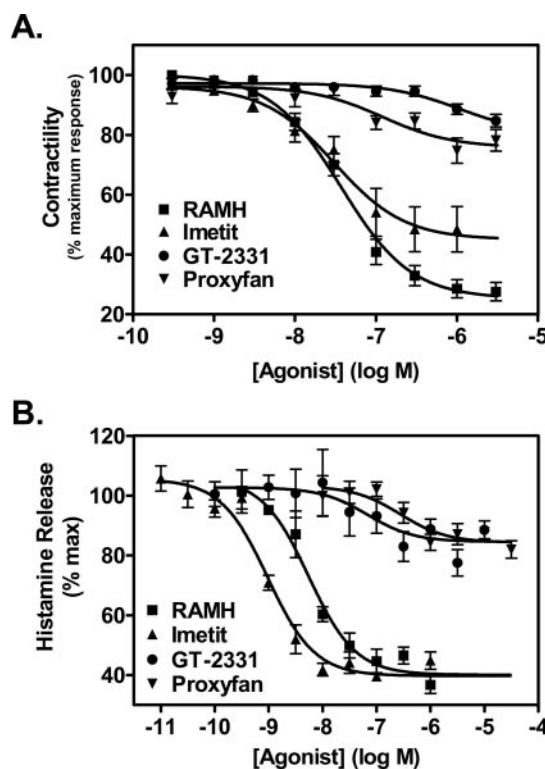 A.
Contractility
(% maximum response)
100
80
60
40
20
RAMH
Imetit
GT-2331
Proxyfan
-10 -9 -8 -7 -6 -5
[Agonist] (log M)
B.
Histamine Release
(% max)
120
100
80
60
40
RAMH
Imetit
GT-2331
Proxyfan
-11 -10 -9 -8 -7 -6 -5 -4
[Agonist] (log M)